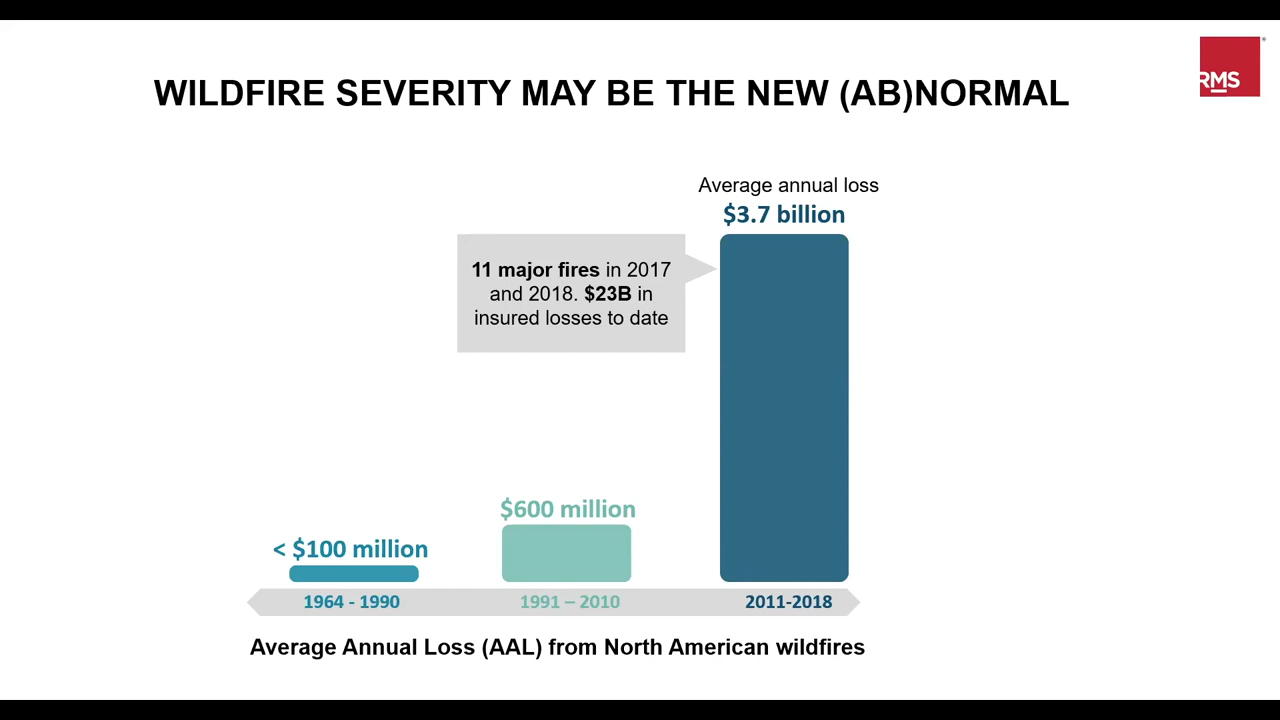 WILDFIRE SEVERITY MAY BE THE NEW (AB)NORMAL
RMS
®
Average annual loss
$3.7 billion
11 major fires in 2017
and 2018. $23B in
insured losses to date
$600 million
< $100 million
1964 - 1990
1991 – 2010
2011-2018
Average Annual Loss (AAL) from North American wildfires